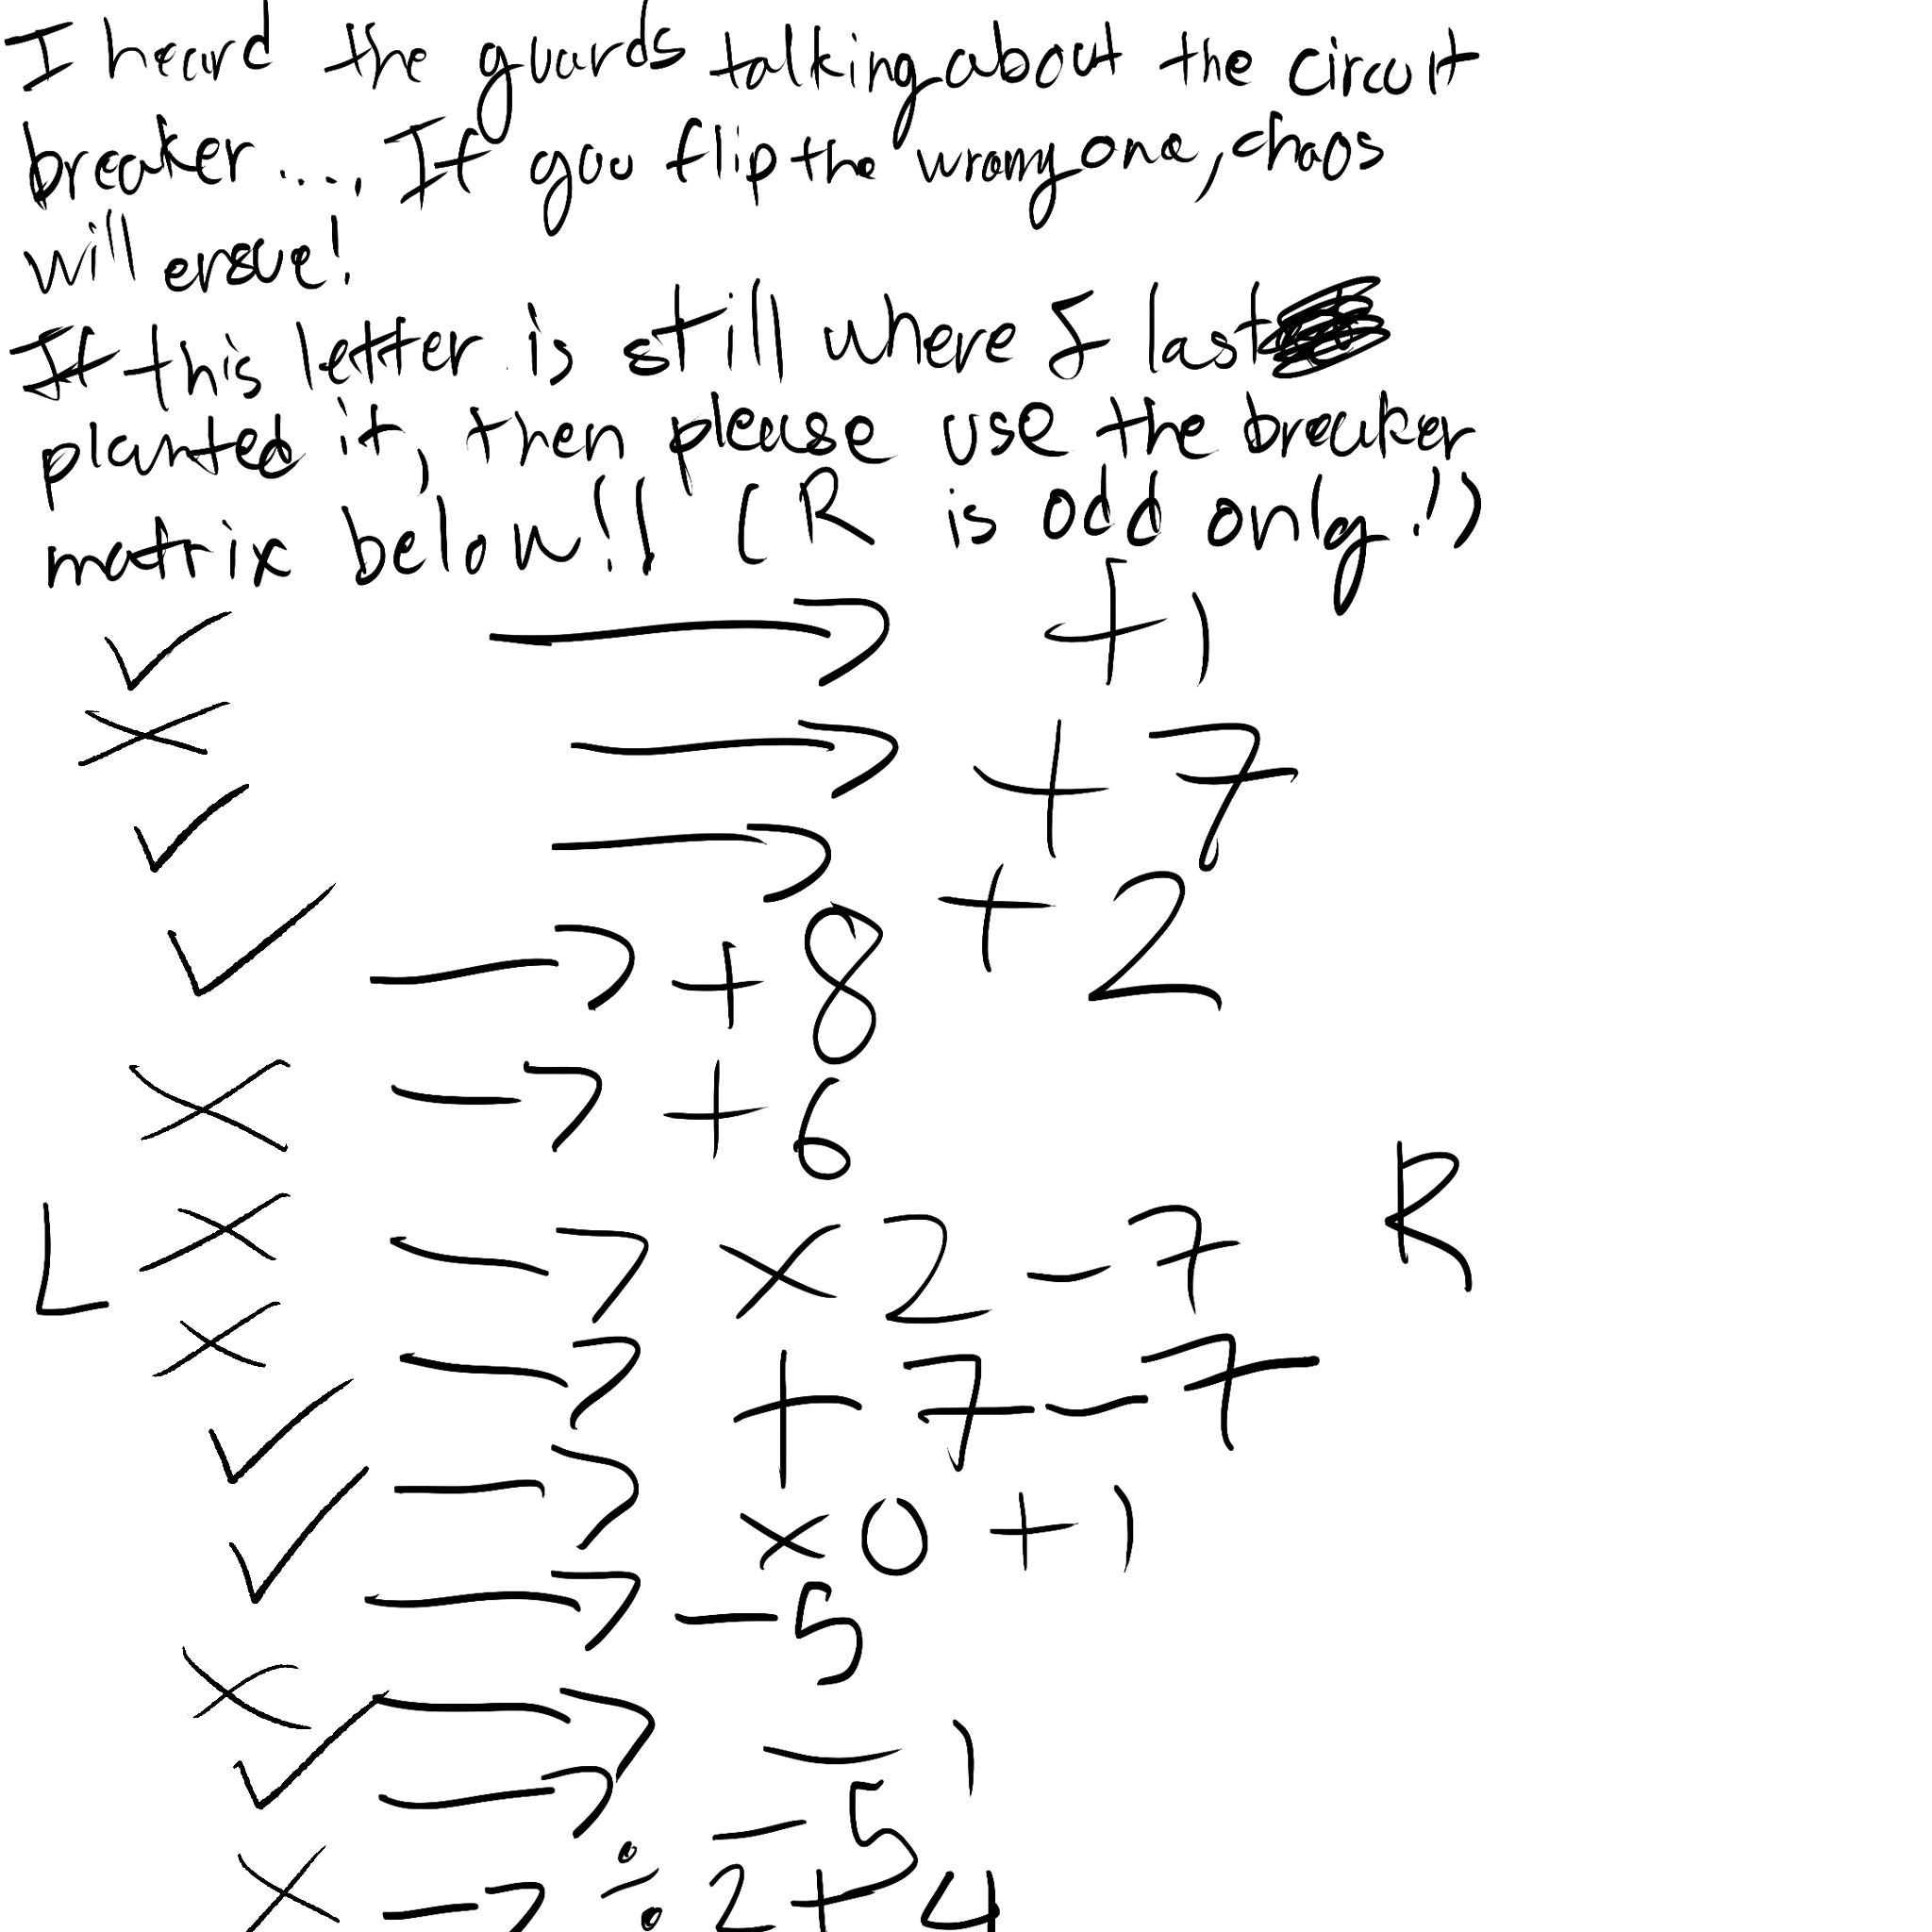 I heard the guards talking about the circuit
breaker...., If you flip the wrong one, chaos
will ensue!
If this letter is still where I last
planted it, then please use the breaker
matrix below!! (R is odd only!)
✓ → +1
✗ → +7
✓ → +2
✓ → +8
✗ → +6
L ✗ → ×2-7 R
✗ → +7-7
✓ → ×0+1
✓ → -5
✗ → -1
✓ → -5
✗ → ÷2+4